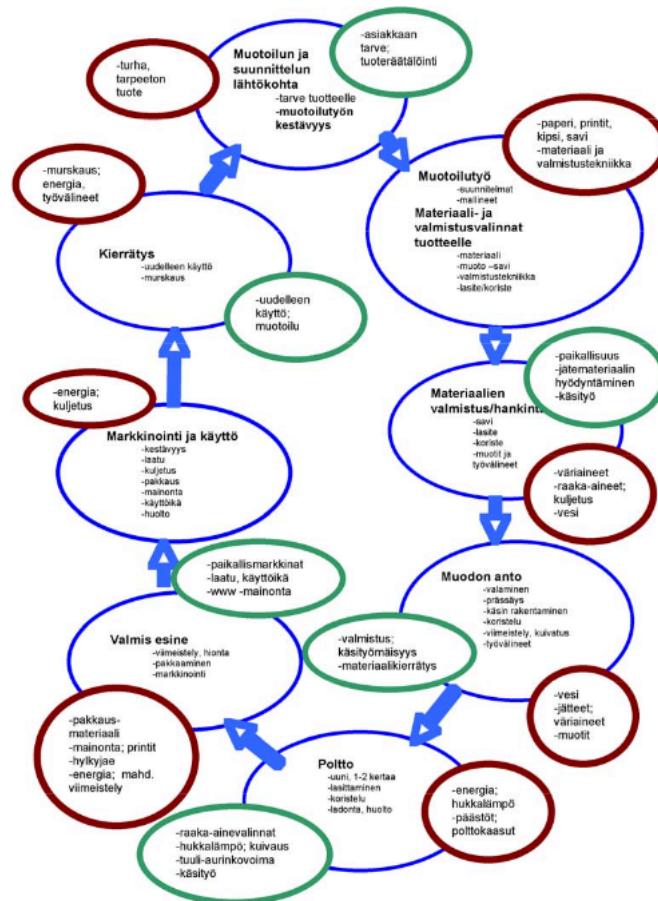 Muotoilun ja
suunnittelun
lähtökohta
-tarve tuotteelle
-muotoilutyön
kestävyys
-asiakkaan
tarve;
tuoteräätälöinti
-turha,
tarpeeton
tuote
-paperi, printit,
kipsi, savi
-materiaali ja
valmistustekniikka
Muotoilutyö
-suunnitelmat
-mallineet
Materiaali- ja
valmistusvalinnat
tuotteelle
-materiaali
-muoto –savi
-valmistustekniikka
-lasite/koriste
-murskaus;
energia,
työvälineet
Kierrätys
-uudelleen käyttö
-murskaus
-uudelleen
käyttö;
muotoilu
-paikallisuus
-jätemateriaalin
hyödyntäminen
-käsityö
Materiaalien
valmistus/hankinta
-savi
-lasite
-koriste
-muotit ja
työvälineet
-väriaineet
-raaka-aineet;
kuljetus
-vesi
-energia;
kuljetus
Markkinointi ja käyttö
-kestävyys
-laatu
-kuljetus
-pakkaus
-mainonta
-käyttöikä
-huolto
-paikallismarkkinat
-laatu, käyttöikä
-www -mainonta
Muodon anto
-valaminen
-prässäys
-käsin rakentaminen
-koristelu
-viimeistely, kuivatus
-työvälineet
-valmistus;
käsityömäisyys
-materiaalikierrätys
-vesi
-jätteet;
väriaineet
-muotit
Valmis esine
-viimeistely, hionta
-pakkaaminen
-markkinointi
-pakkaus-
materiaali
-mainonta; printit
-hylkyjae
-energia; mahd.
viimeistely
Poltto
-uuni, 1-2 kertaa
-lasittaminen
-koristelu
-ladonta, huolto
-energia;
hukkalämpö
-päästöt;
polttokaasut
-raaka-ainevalinnat
-hukkalämpö; kuivaus
-tuuli-aurinkovoima
-käsityö